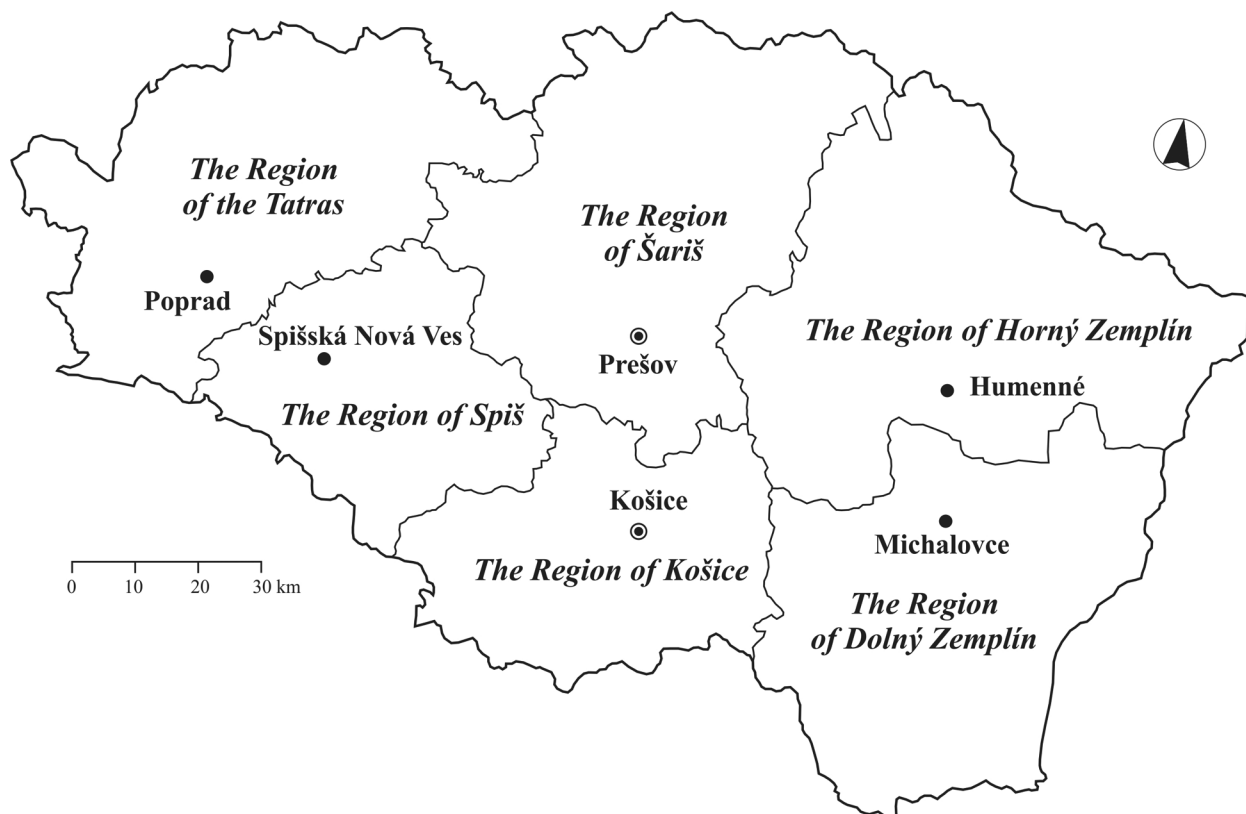 The Region
of the Tatras
The Region
of Šariš
Poprad
Spišská Nová Ves
Prešov
The Region of Horný Zemplín
Humenné
The Region of Spiš
Košice
Michalovce
The Region of Košice
The Region
of Dolný Zemplín
0 10 20 30 km